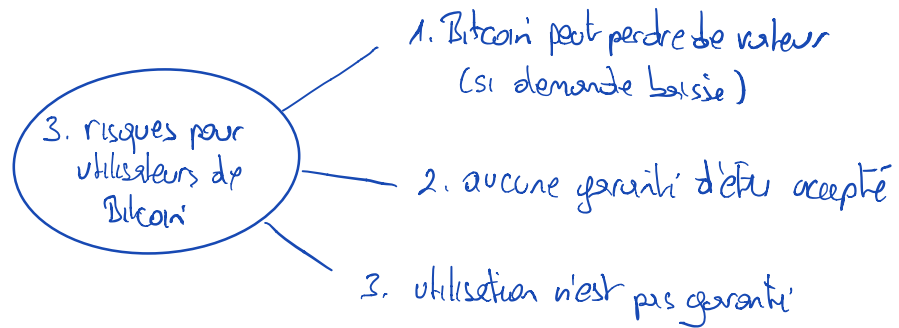 1. Bitcoin peut perdre de valeur
(si demande baisse)
3. risques pour
utilisateurs de
Bitcoin
2. aucune garanti d'être accepté
3. utilisation n'est pas garanti